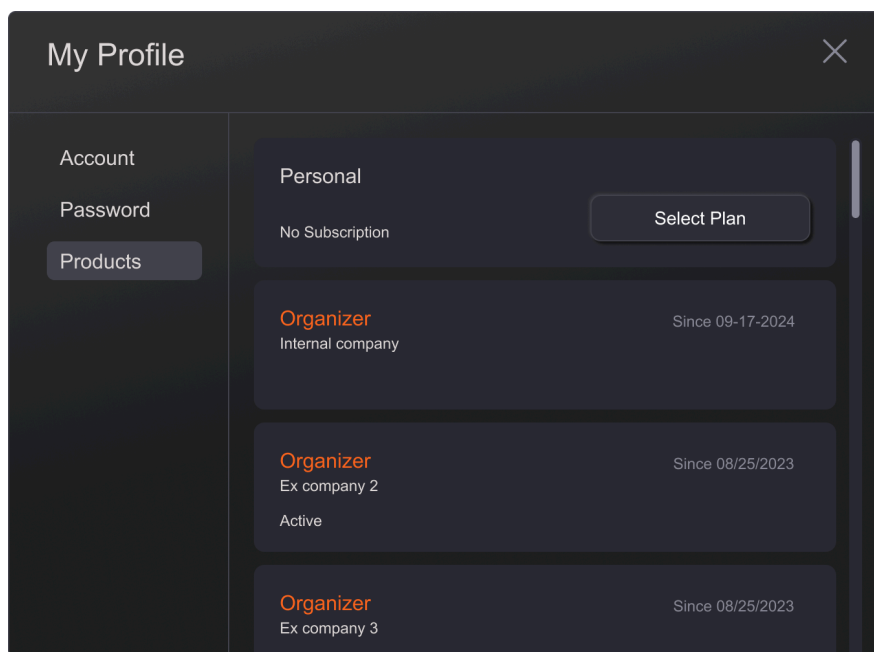 My Profile
Account
Password
Products
Personal
No Subscription
Select Plan
Organizer
Since 09-17-2024
Internal company
Organizer
Since 08/25/2023
Ex company 2
Active
Organizer
Since 08/25/2023
Ex company 3